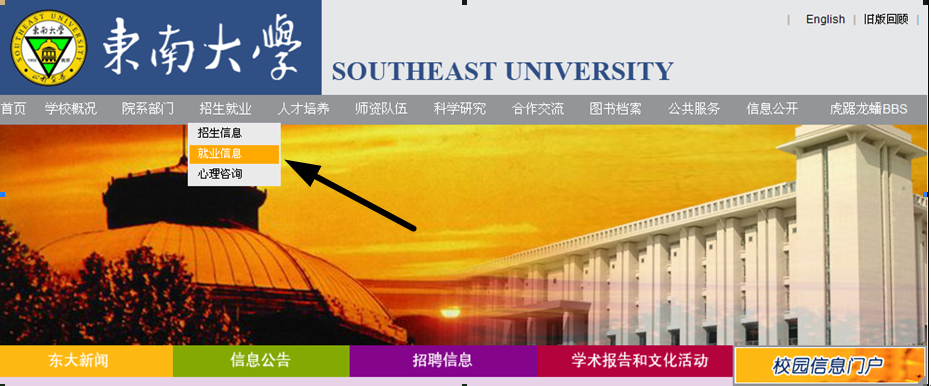 English 旧版回顾
東南大學
SOUTHEAST UNIVERSITY
首页 学校概况 院系部门 招生就业 人才培养 师资队伍 科学研究 合作交流 图书档案 公共服务 信息公开 虎踞龙蟠BBS
招生信息
就业信息
心理咨询
东大新闻 信息公告 招聘信息 学术报告和文化活动 校园信息门户